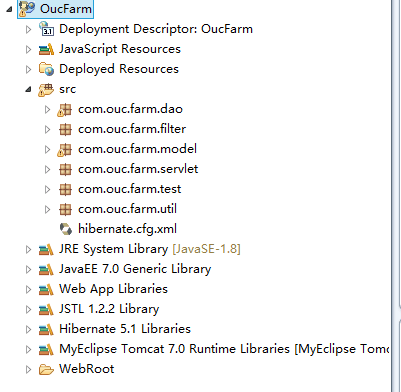 OucFarm
Deployment Descriptor: OucFarm
JavaScript Resources
Deployed Resources
src
com.ouc.farm.dao
com.ouc.farm.filter
com.ouc.farm.model
com.ouc.farm.servlet
com.ouc.farm.test
com.ouc.farm.util
hibernate.cfg.xml
JRE System Library [JavaSE-1.8]
JavaEE 7.0 Generic Library
Web App Libraries
JSTL 1.2.2 Library
Hibernate 5.1 Libraries
MyEclipse Tomcat 7.0 Runtime Libraries [MyEclipse Tomc
WebRoot